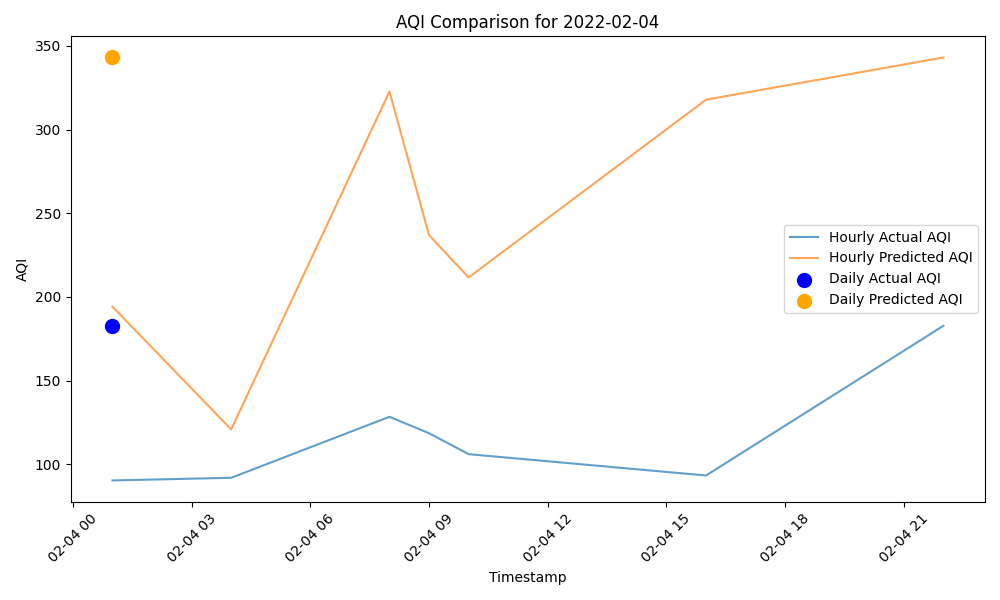 AQI Comparison for 2022-02-04
350
300
250
200
150
100
AQI
Hourly Actual AQI
Hourly Predicted AQI
Daily Actual AQI
Daily Predicted AQI
02-04 00
02-04 03
02-04 06
02-04 09
02-04 12
02-04 15
02-04 18
02-04 21
Timestamp